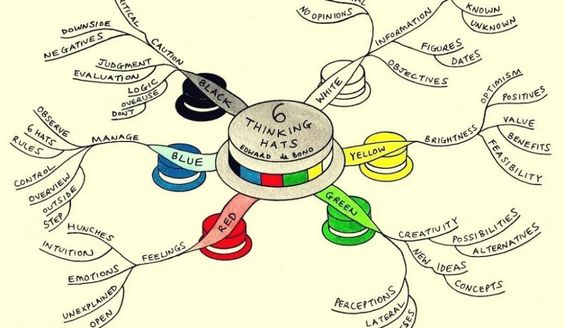 6
THINKING
HATS
EDWARD de BONO
WHITE
NO OPINIONS
INFORMATION
KNOWN
UNKNOWN
FIGURES
DATES
OBJECTIVES
YELLOW
BRIGHTNESS
OPTIMISM
POSITIVES
VALUE
BENEFITS
FEASIBILITY
GREEN
CREATIVITY
POSSIBILITIES
ALTERNATIVES
NEW IDEAS
CONCEPTS
PERCEPTIONS
LATERAL
RED
FEELINGS
HUNCHES
INTUITION
EMOTIONS
UNEXPLAINED
OPEN
BLUE
MANAGE
OBSERVE
6 HATS
RULES
CONTROL
OVERVIEW
OUTSIDE
STEP
BLACK
CAUTION
RITICAL
DOWNSIDE
NEGATIVES
JUDGMENT
EVALUATION
LOGIC
OVERUSE
DON'T